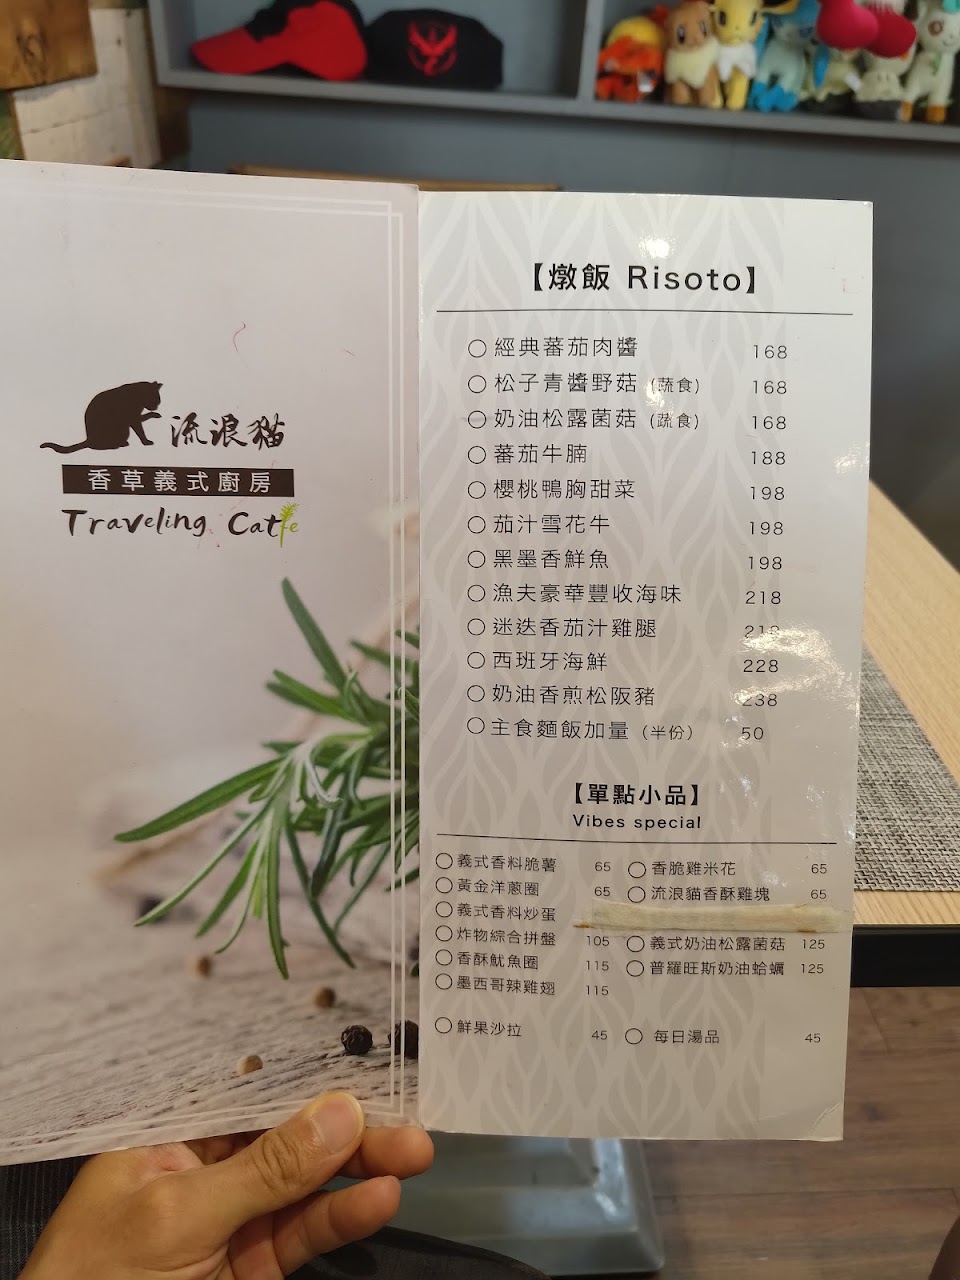 流浪貓
香草義式廚房
Traveling Catfe
【燉飯 Risoto】
經典蕃茄肉醬 168
松子青醬野菇 (蔬食) 168
奶油松露菌菇 (蔬食) 168
蕃茄牛腩 188
櫻桃鴨胸甜菜 198
茄汁雪花牛 198
黑墨香鮮魚 198
漁夫豪華豐收海味 218
迷迭香茄汁雞腿 218
西班牙海鮮 228
奶油香煎松阪豬 238
主食麵飯加量 (半份) 50
【單點小品】
Vibes special
義式香料脆薯 65
香脆雞米花 65
黃金洋蔥圈 65
流浪貓香酥雞塊 65
義式香料炒蛋
炸物綜合拼盤 105
義式奶油松露菌菇 125
香酥魷魚圈 115
普羅旺斯奶油蛤蠣 125
墨西哥辣雞翅 115
鮮果沙拉 45
每日湯品 45